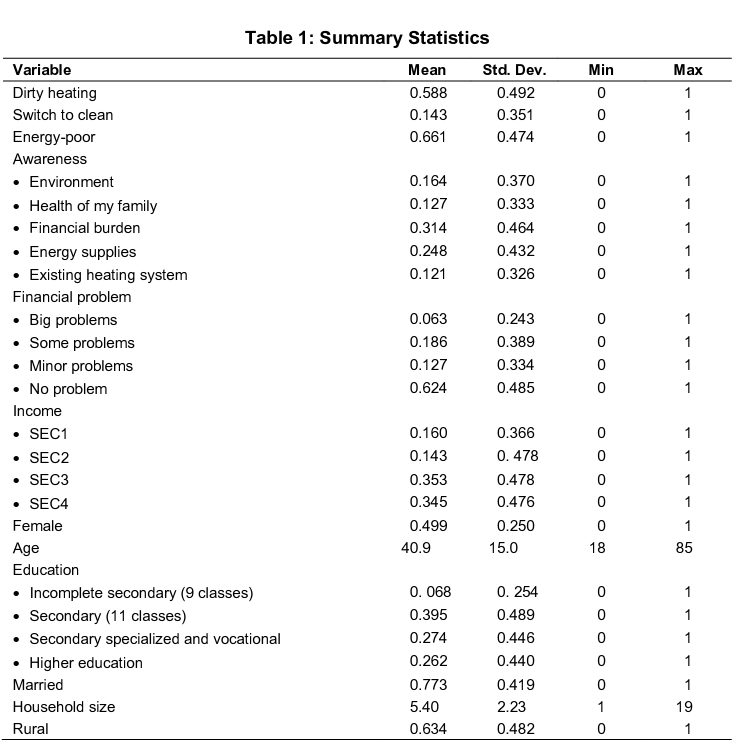 Table 1: Summary Statistics
Variable Mean Std. Dev. Min Max
Dirty heating 0.588 0.492 0 1
Switch to clean 0.143 0.351 0 1
Energy-poor 0.661 0.474 0 1
Awareness
• Environment 0.164 0.370 0 1
• Health of my family 0.127 0.333 0 1
• Financial burden 0.314 0.464 0 1
• Energy supplies 0.248 0.432 0 1
• Existing heating system 0.121 0.326 0 1
Financial problem
• Big problems 0.063 0.243 0 1
• Some problems 0.186 0.389 0 1
• Minor problems 0.127 0.334 0 1
• No problem 0.624 0.485 0 1
Income
• SEC1 0.160 0.366 0 1
• SEC2 0.143 0. 478 0 1
• SEC3 0.353 0.478 0 1
• SEC4 0.345 0.476 0 1
Female 0.499 0.250 0 1
Age 40.9 15.0 18 85
Education
• Incomplete secondary (9 classes) 0. 068 0. 254 0 1
• Secondary (11 classes) 0.395 0.489 0 1
• Secondary specialized and vocational 0.274 0.446 0 1
• Higher education 0.262 0.440 0 1
Married 0.773 0.419 0 1
Household size 5.40 2.23 1 19
Rural 0.634 0.482 0 1